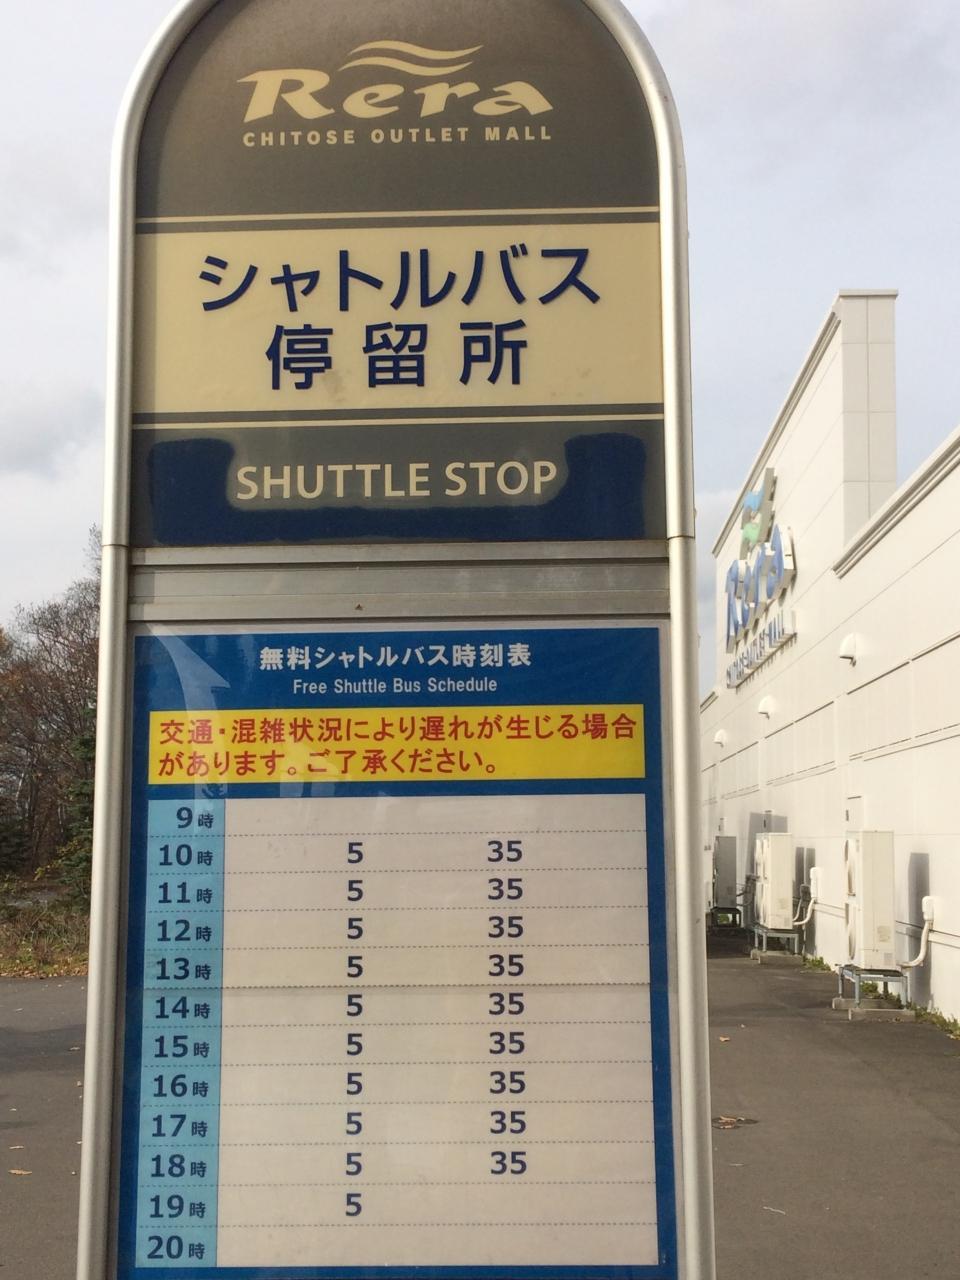 Rera
CHITOSE OUTLET MALL
シャトルバス
停留所
SHUTTLE STOP
無料シャトルバス時刻表
Free Shuttle Bus Schedule
交通・混雑状況により遅れが生じる場合
があります。ご了承ください。
9時
10時 5 35
11時 5 35
12時 5 35
13時 5 35
14時 5 35
15時 5 35
16時 5 35
17時 5 35
18時 5 35
19時 5
20時
Rera
CHITOSE OUTLET MALL